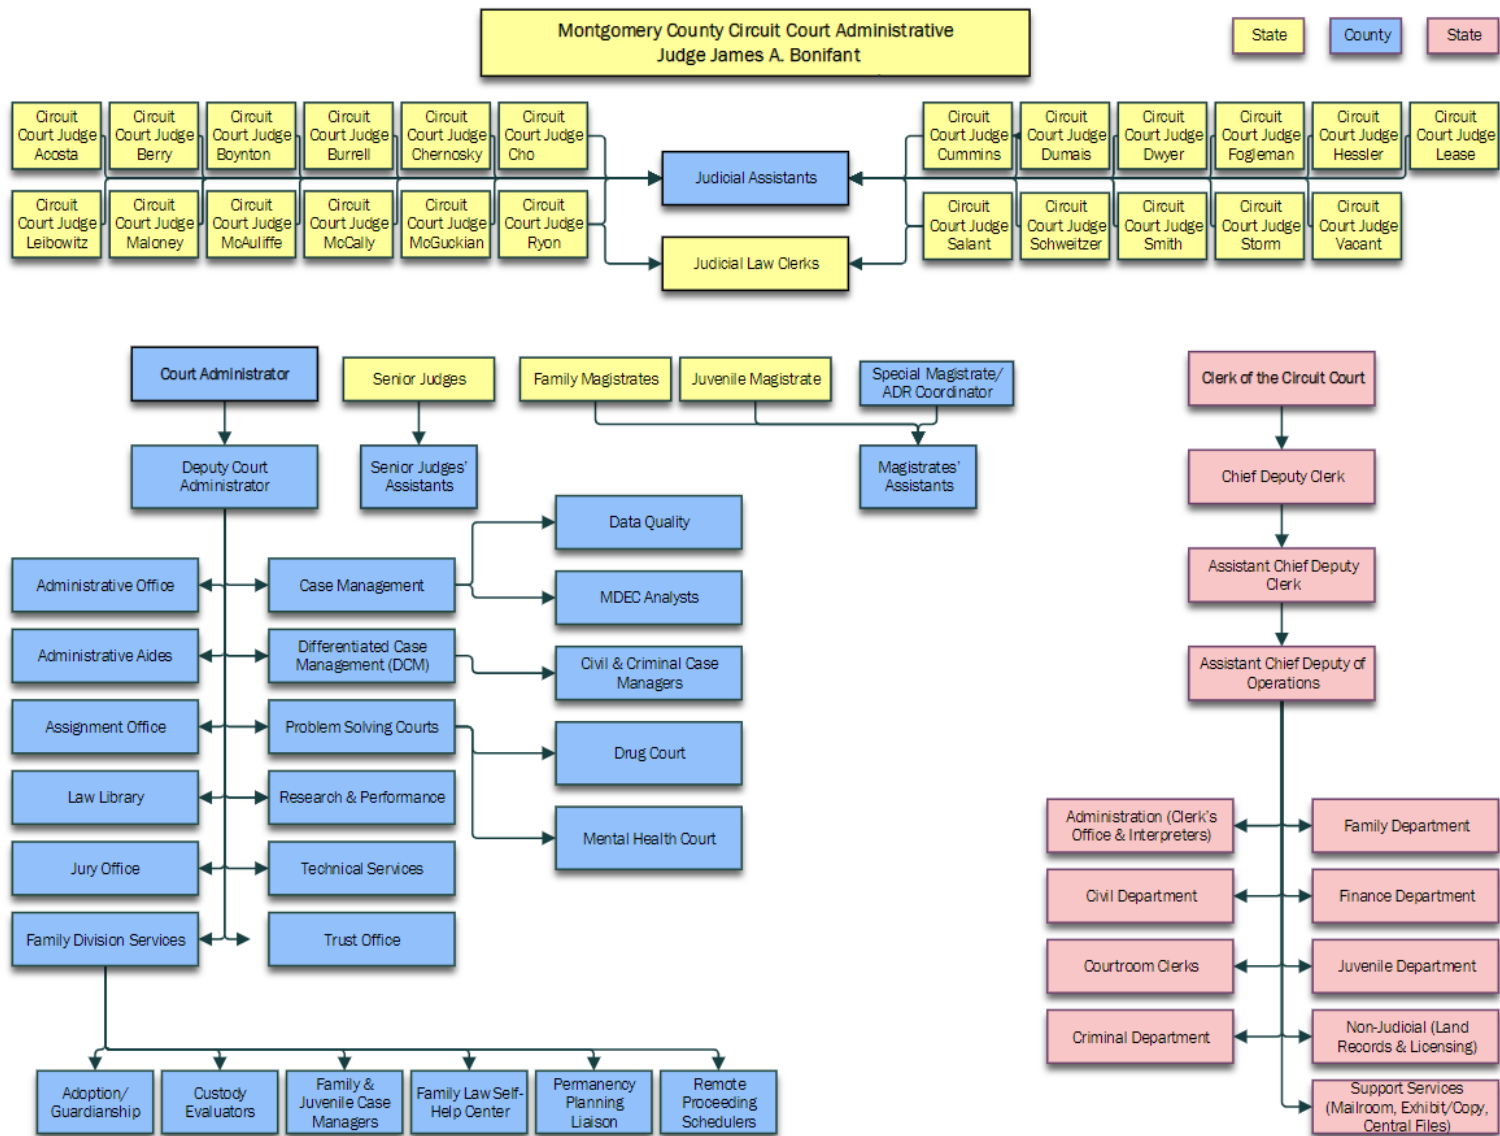 Montgomery County Circuit Court Administrative
Judge James A. Bonifant
State
County
State
Circuit
Court Judge
Acosta
Circuit
Court Judge
Berry
Circuit
Court Judge
Boynton
Circuit
Court Judge
Burrell
Circuit
Court Judge
Chernosky
Circuit
Court Judge
Cho
Circuit
Court Judge
Cummins
Circuit
Court Judge
Dumais
Circuit
Court Judge
Dwyer
Circuit
Court Judge
Fogleman
Circuit
Court Judge
Hessler
Circuit
Court Judge
Lease
Judicial Assistants
Circuit
Court Judge
Leibowitz
Circuit
Court Judge
Maloney
Circuit
Court Judge
McAuliffe
Circuit
Court Judge
McCally
Circuit
Court Judge
McGuckian
Circuit
Court Judge
Ryon
Circuit
Court Judge
Salant
Circuit
Court Judge
Schweitzer
Circuit
Court Judge
Smith
Circuit
Court Judge
Storm
Circuit
Court Judge
Vacant
Judicial Law Clerks
Court Administrator
Senior Judges
Family Magistrates
Juvenile Magistrate
Special Magistrate/
ADR Coordinator
Clerk of the Circuit Court
Deputy Court
Administrator
Senior Judges'
Assistants
Magistrates'
Assistants
Chief Deputy Clerk
Data Quality
Administrative Office
Case Management
MDEC Analysts
Assistant Chief Deputy
Clerk
Administrative Aides
Differentiated Case
Management (DCM)
Civil & Criminal Case
Managers
Assistant Chief Deputy of
Operations
Assignment Office
Problem Solving Courts
Drug Court
Law Library
Research & Performance
Mental Health Court
Administration (Clerk's
Office & Interpreters)
Family Department
Jury Office
Technical Services
Civil Department
Finance Department
Family Division Services
Trust Office
Courtroom Clerks
Juvenile Department
Criminal Department
Non-Judicial (Land
Records & Licensing)
Adoption/
Guardianship
Custody
Evaluators
Family &
Juvenile Case
Managers
Family Law Self-
Help Center
Permanency
Planning
Liaison
Remote
Proceeding
Schedulers
Support Services
(Mailroom, Exhibit/Copy,
Central Files)